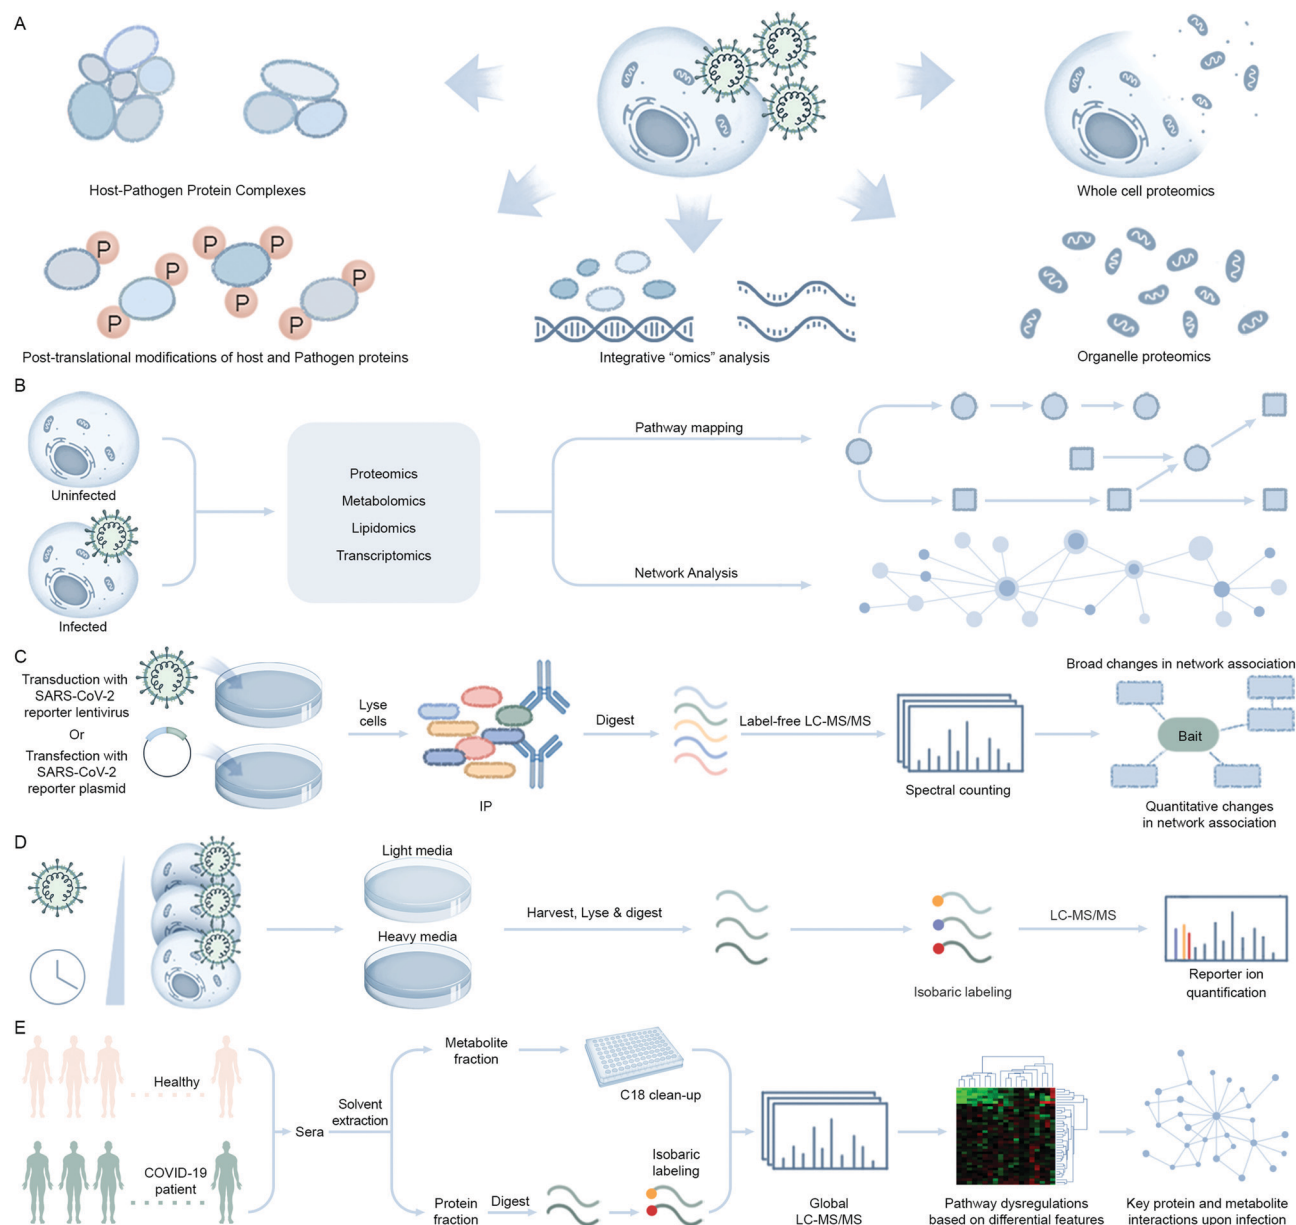 A
Host-Pathogen Protein Complexes
Whole cell proteomics
P
P
P
P
P
P
P
P
P
Post-translational modifications of host and Pathogen proteins
Integrative “omics” analysis
Organelle proteomics
B
Uninfected
Infected
Proteomics
Metabolomics
Lipidomics
Transcriptomics
Pathway mapping
Network Analysis
C
Transduction with
SARS-CoV-2
reporter lentivirus
Or
Transfection with
SARS-CoV-2
reporter plasmid
Lyse
cells
IP
Digest
Label-free LC-MS/MS
Spectral counting
Broad changes in network association
Bait
Quantitative changes
in network association
D
Light media
Heavy media
Harvest, Lyse & digest
Isobaric labeling
LC-MS/MS
Reporter ion
quantification
E
Healthy
COVID-19
patient
Sera
Solvent
extraction
Metabolite
fraction
C18 clean-up
Protein
fraction
Digest
Isobaric
labeling
Global
LC-MS/MS
Pathway dysregulations
based on differential features
Key protein and metabolite
interactions upon infection